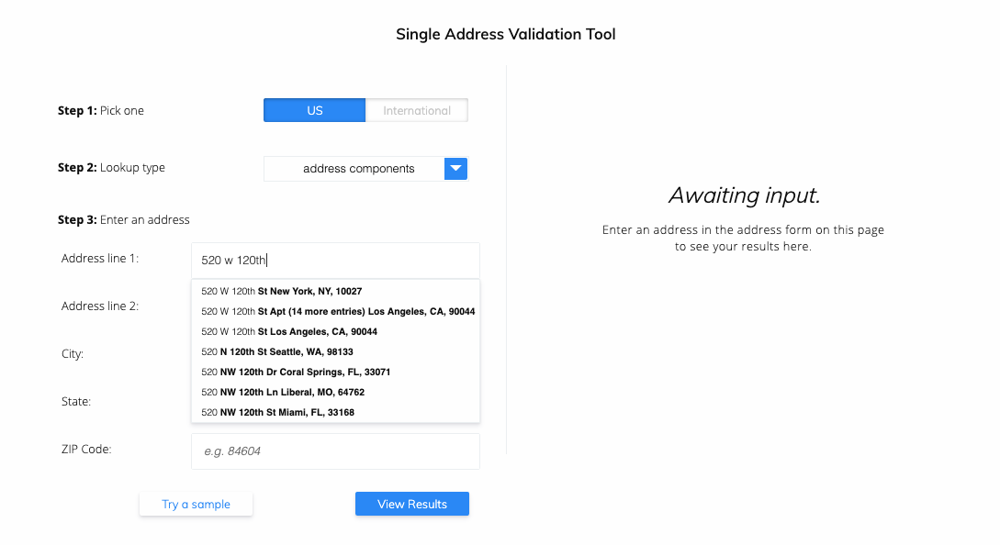 Single Address Validation Tool
Step 1: Pick one
US
International
Step 2: Lookup type
address components
Step 3: Enter an address
Address line 1:
520 w 120th
520 W 120th St New York, NY, 10027
520 W 120th St Apt (14 more entries) Los Angeles, CA, 90044
520 W 120th St Los Angeles, CA, 90044
520 N 120th St Seattle, WA, 98133
520 NW 120th Dr Coral Springs, FL, 33071
520 NW 120th Ln Liberal, MO, 64762
520 NW 120th St Miami, FL, 33168
Address line 2:
City:
State:
ZIP Code:
e.g. 84604
Try a sample
View Results
Awaiting input.
Enter an address in the address form on this page
to see your results here.